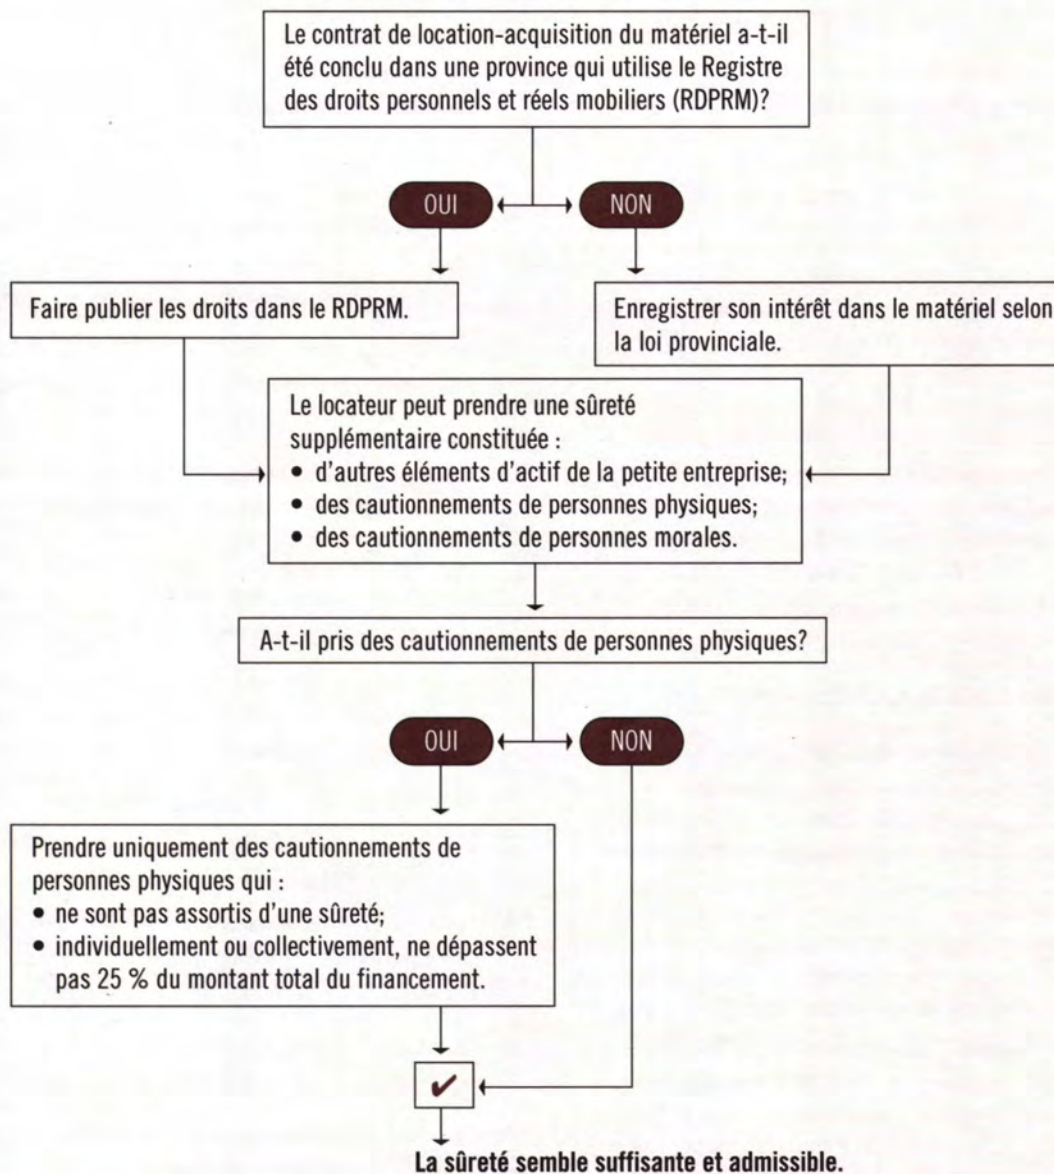 Le contrat de location-acquisition du matériel a-t-il
été conclu dans une province qui utilise le Registre
des droits personnels et réels mobiliers (RDPRM)?
OUI
NON
Faire publier les droits dans le RDPRM.
Enregistrer son intérêt dans le matériel selon
la loi provinciale.
Le locateur peut prendre une sûreté
supplémentaire constituée :
• d'autres éléments d'actif de la petite entreprise;
• des cautionnements de personnes physiques;
• des cautionnements de personnes morales.
A-t-il pris des cautionnements de personnes physiques?
OUI
NON
Prendre uniquement des cautionnements de
personnes physiques qui :
• ne sont pas assortis d'une sûreté;
• individuellement ou collectivement, ne dépassent
pas 25 % du montant total du financement.
✔
La sûreté semble suffisante et admissible.